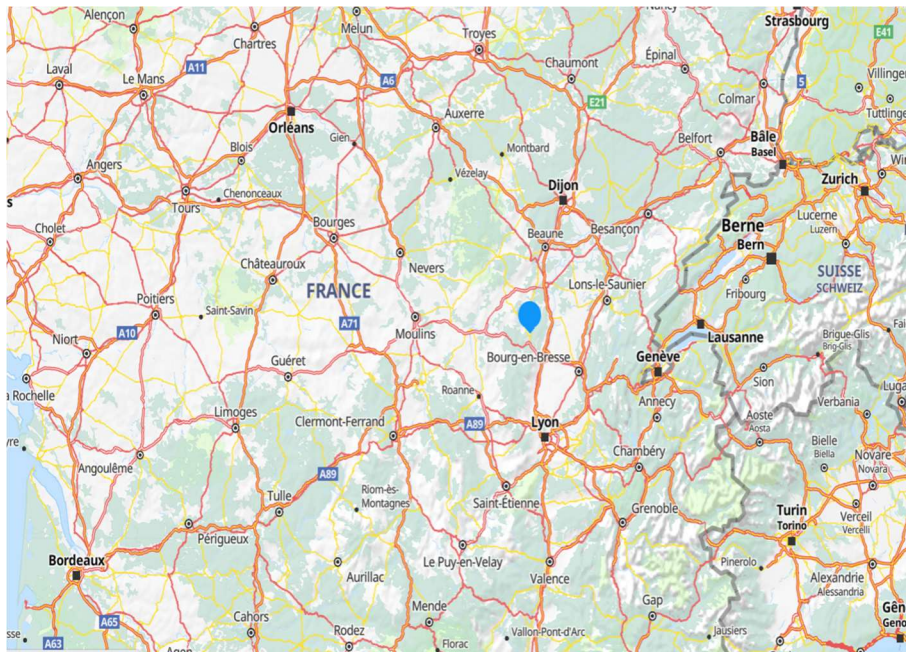 Alençon
Chartres
Melun
Troyes
Strasbourg
E41
Laval
A11
Le Mans
A6
Chaumont
Épinal
S
Villingen
Colmar
E21
Tuttlingen
Orléans
Auxerre
Gien
Montbard
Belfort
Bâle
Basel
Angers
Blois
Vézelay
Zurich
Tours
Chenonceaux
Dijon
Cholet
Bourges
Beaune
Besançon
Berne
Bern
Lucerne
Luzern
Châteauroux
Nevers
Lons-le-Saunier
Fribourg
SUISSE
SCHWEIZ
Poitiers
Saint-Savin
FRANCE
Niort
A10
A71
Moulins
Lausanne
Bourg-en-Bresse
Genève
Brigue-Glis
Brig-Glis
Guéret
Roanne
Annecy
Sion
La Rochelle
Limoges
Clermont-Ferrand
A89
Lyon
Aoste
Aosta
Verbania
Angoulême
Chambéry
Bielle
Biella
Novare
Novara
A89
Tulle
Riom-ès-
Montagnes
Saint-Étienne
Grenoble
Turin
Torino
Verceil
Vercelli
Périgueux
Bordeaux
Le Puy-en-Velay
Pinerolo
Aurillac
Valence
Alexandrie
Alessandria
Mende
Gap
A65
Cahors
A63
Rodez
Florac
Vallon-Pont-d'Arc
Jausiers